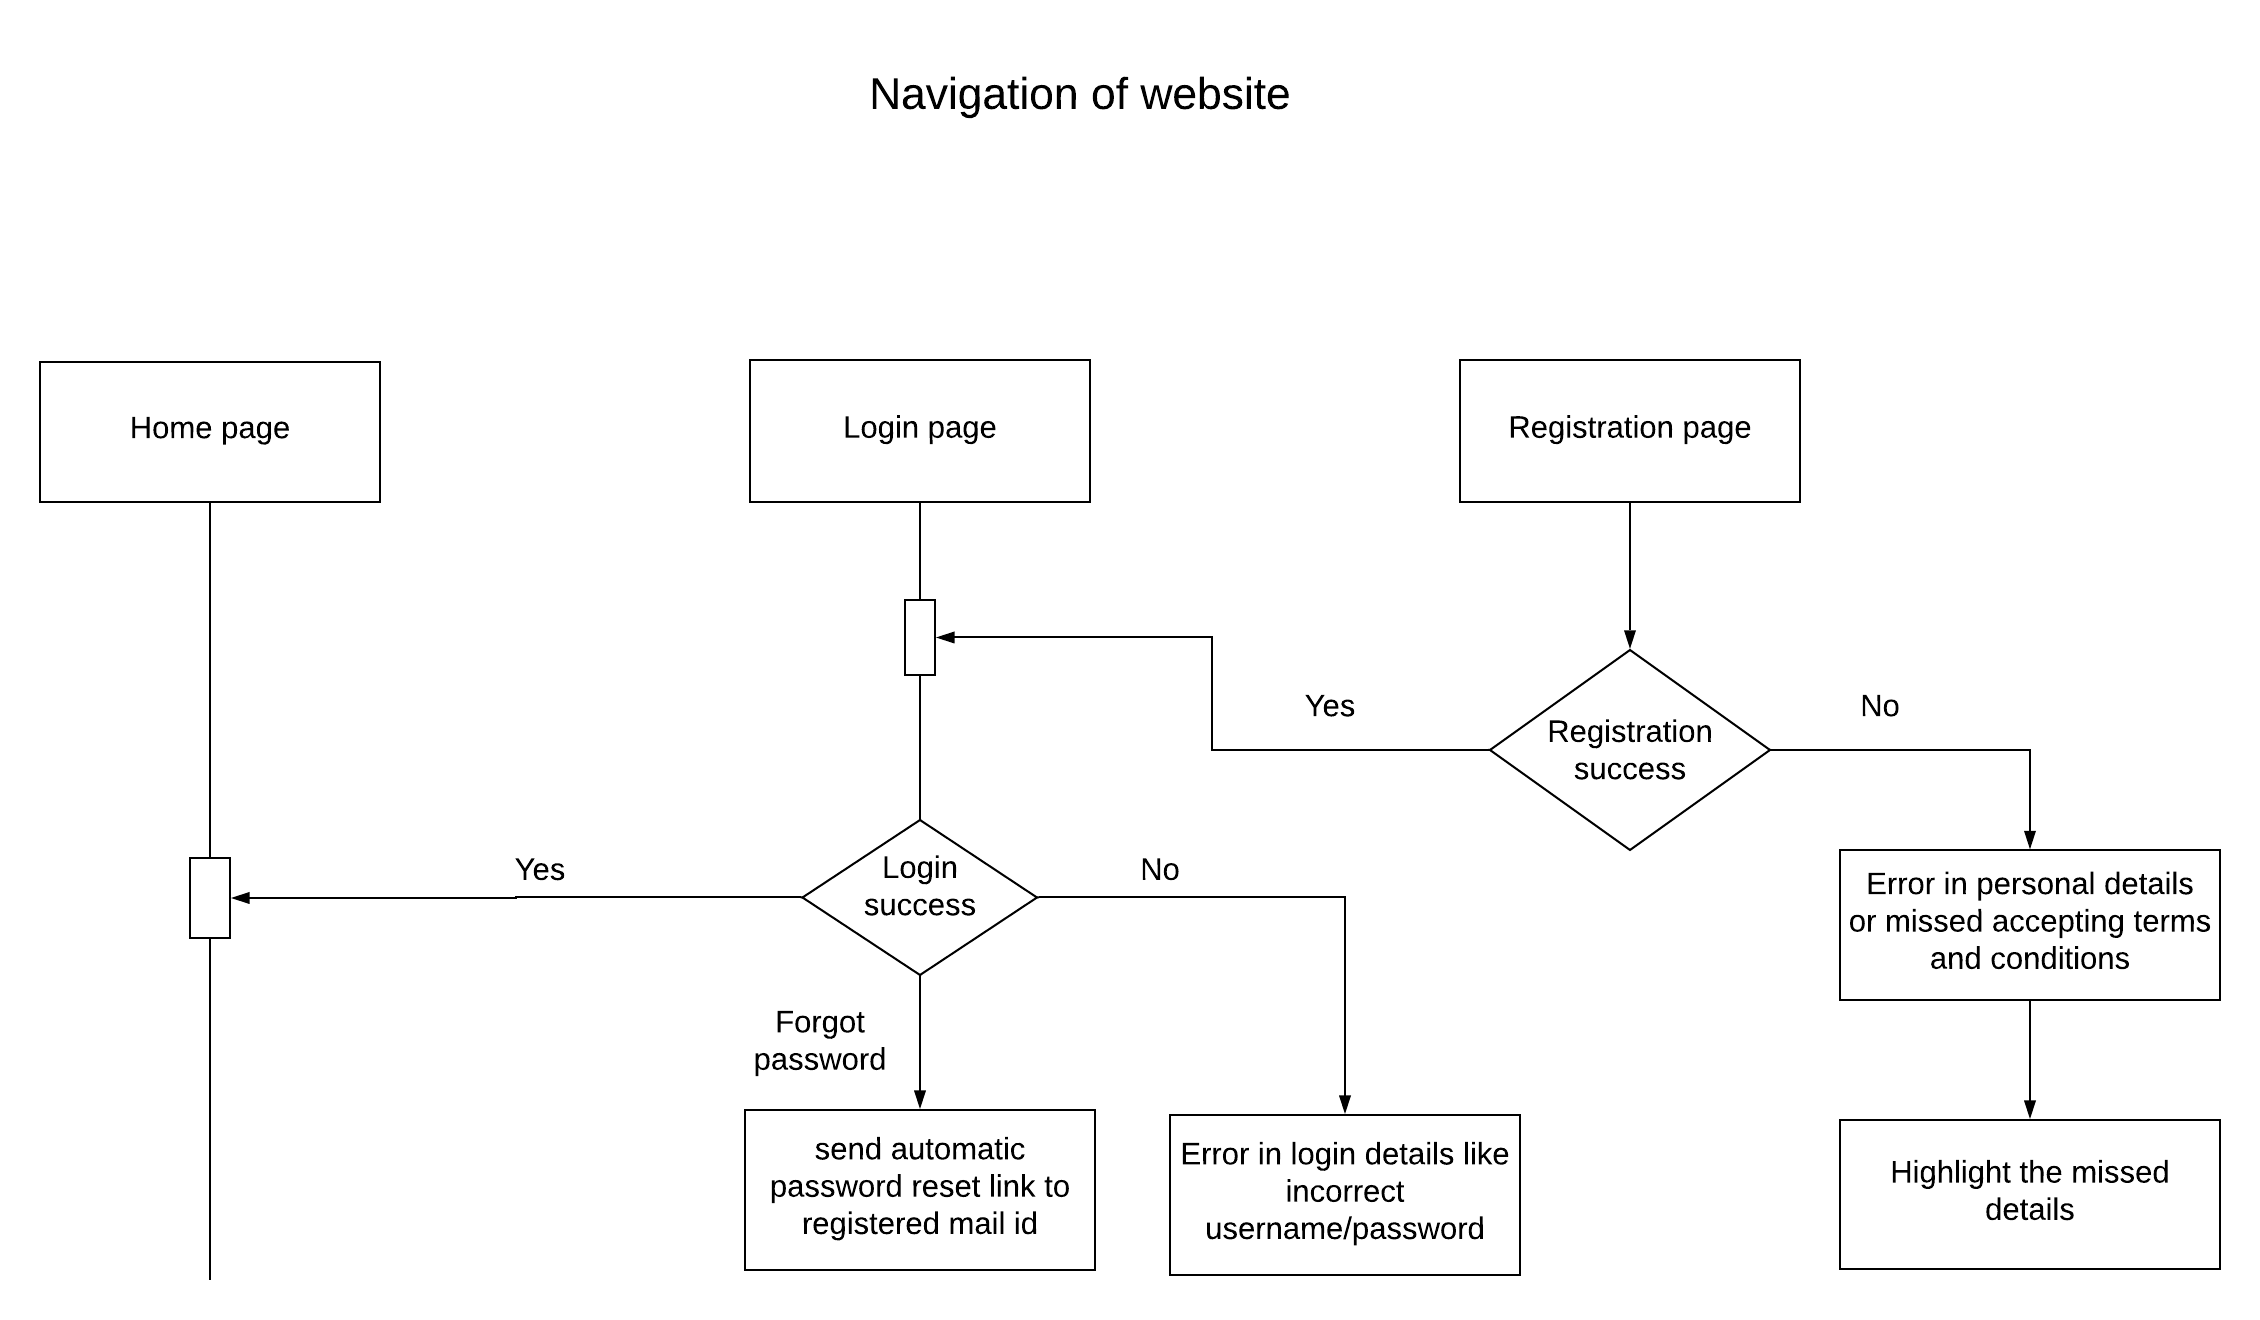 Navigation of website
Home page
Login page
Registration page
Yes
Registration
success
No
Yes
Login
success
No
Error in personal details
or missed accepting terms
and conditions
Forgot
password
send automatic
password reset link to
registered mail id
Error in login details like
incorrect
username/password
Highlight the missed
details